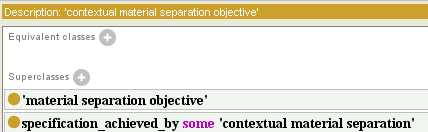 Description: 'contextual material separation objective'
Equivalent classes
Superclasses
'material separation objective'
specification_achieved_by some 'contextual material separation'